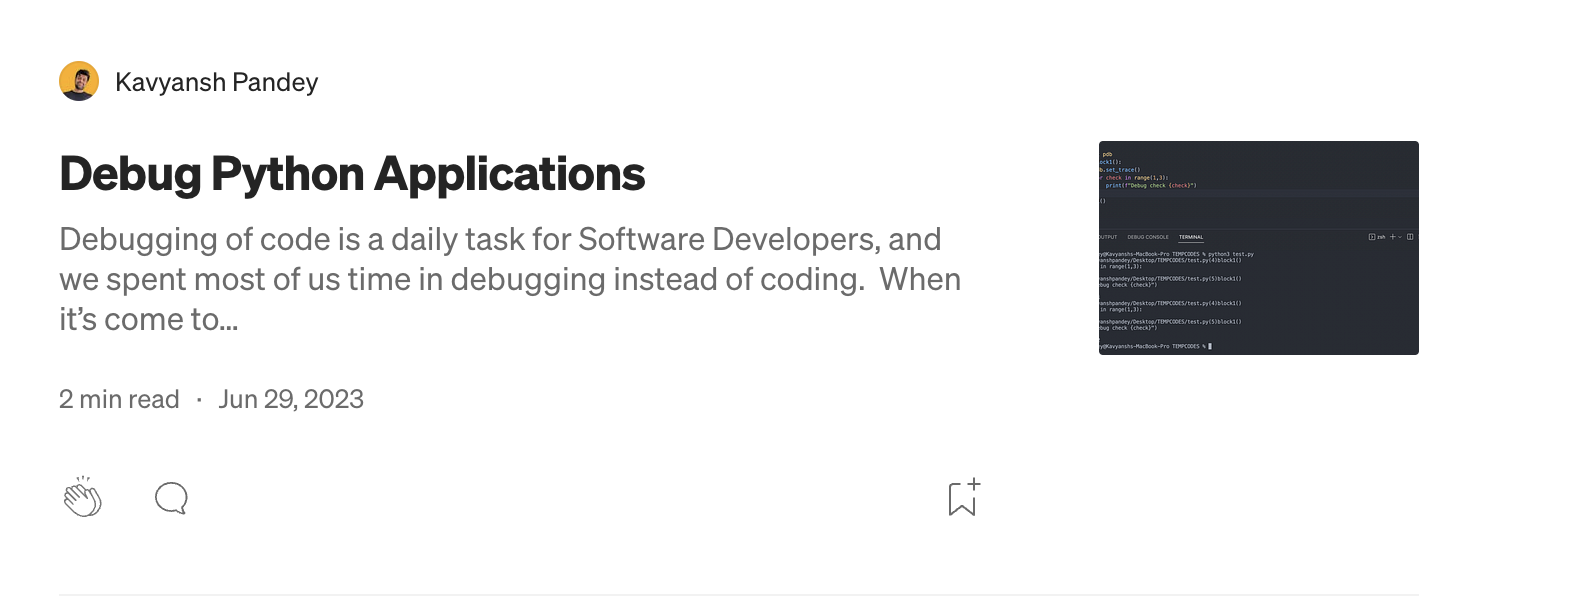 Kavyansh Pandey
Debug Python Applications
Debugging of code is a daily task for Software Developers, and
we spent most of us time in debugging instead of coding.  When
it’s come to...
2 min read · Jun 29, 2023
pdb
ock1():
b.set_trace()
r check in range(1,3):
print(f"Debug check {check}")
()
OUTPUT DEBUG CONSOLE TERMINAL zsh
y@Kavyanshs-MacBook-Pro TEMPCODES % python3 test.py
anshpandey/Desktop/TEMPCODES/test.py(4)block1()
in range(1,3):
anshpandey/Desktop/TEMPCODES/test.py(5)block1()
ebug check {check}")
anshpandey/Desktop/TEMPCODES/test.py(4)block1()
in range(1,3):
anshpandey/Desktop/TEMPCODES/test.py(5)block1()
ebug check {check}")
y@Kavyanshs-MacBook-Pro TEMPCODES %